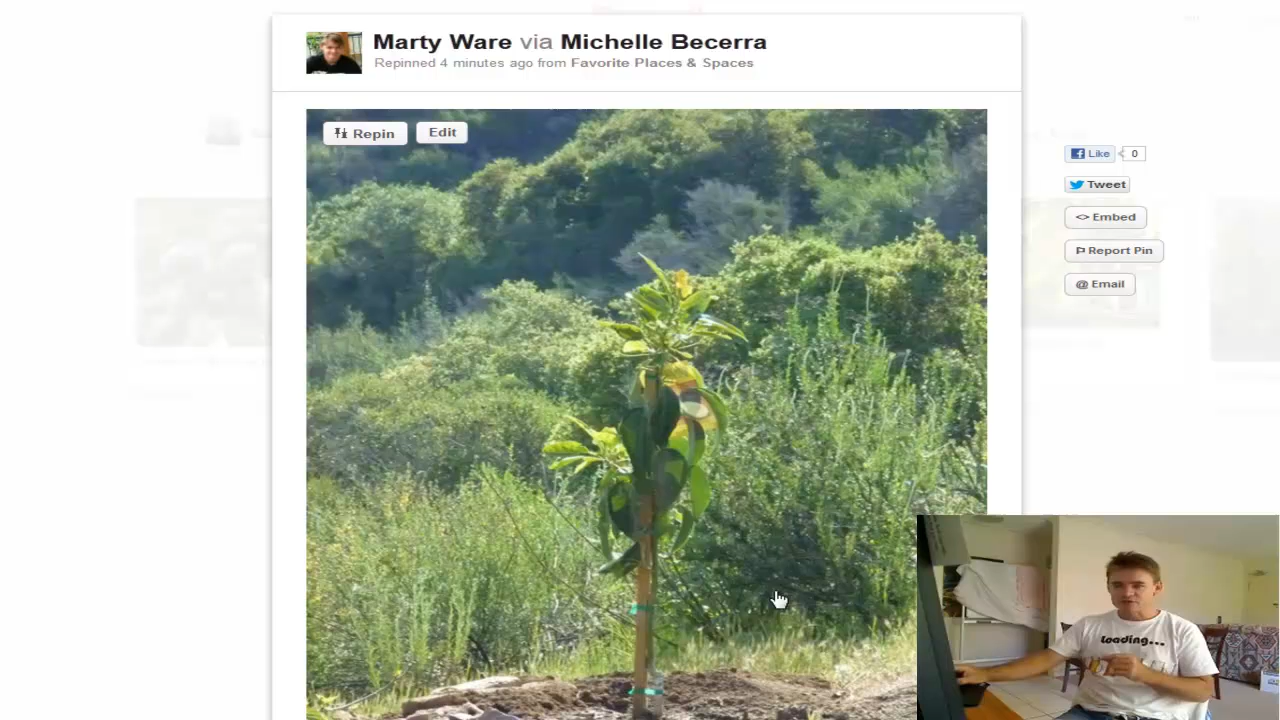 Marty Ware via Michelle Becerra
Repinned 4 minutes ago from Favorite Places & Spaces
Repin
Edit
Like
0
Tweet
<> Embed
Report Pin
@ Email
Loading...